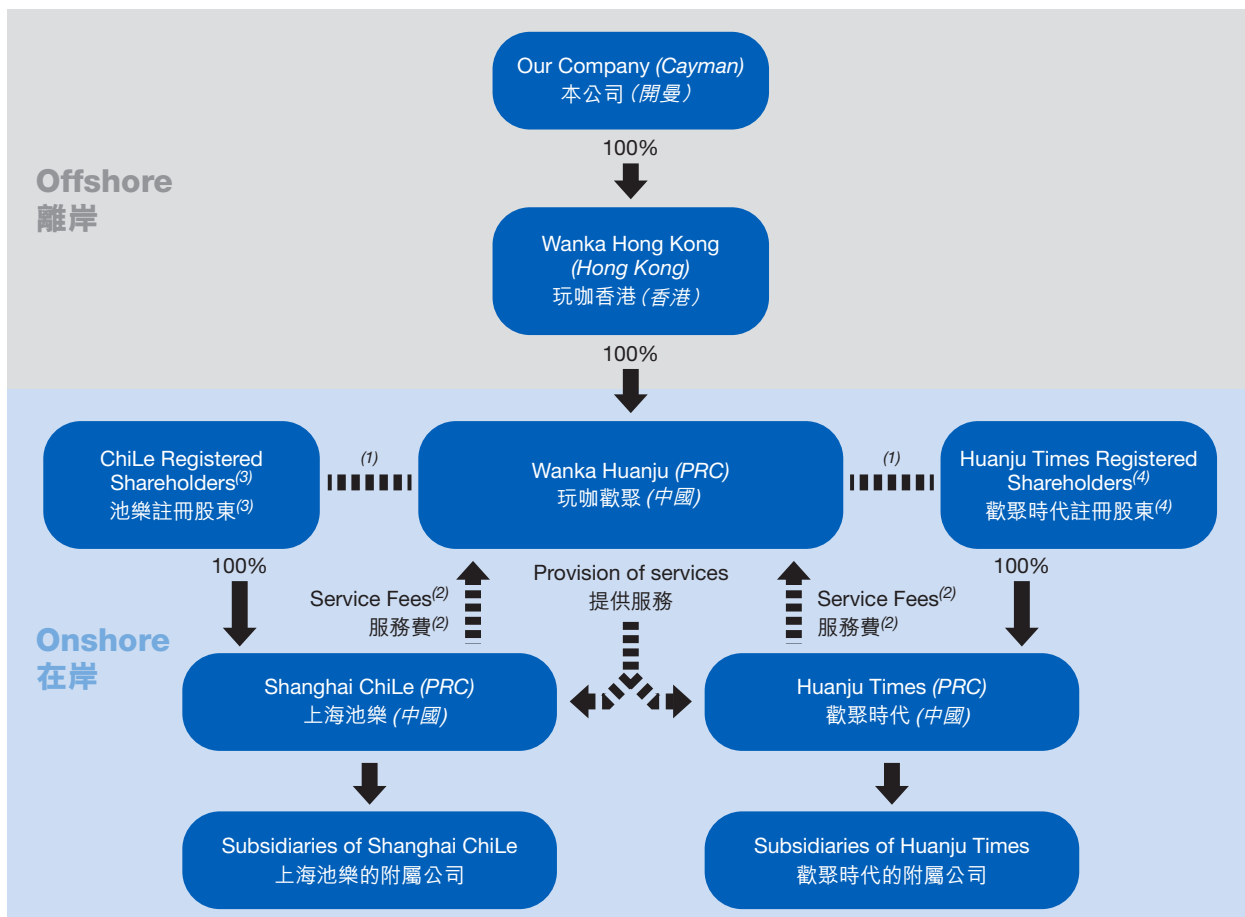 Our Company (Cayman)
本公司（開曼）
100%
Offshore
離岸
Wanka Hong Kong
(Hong Kong)
玩咖香港（香港）
100%
ChiLe Registered
Shareholders(3)
池樂註冊股東(3)
(1)
Wanka Huanju (PRC)
玩咖歡聚（中國）
(1)
Huanju Times Registered
Shareholders(4)
歡聚時代註冊股東(4)
100%
Service Fees(2)
服務費(2)
Provision of services
提供服務
Service Fees(2)
服務費(2)
100%
Onshore
在岸
Shanghai ChiLe (PRC)
上海池樂（中國）
Huanju Times (PRC)
歡聚時代（中國）
Subsidiaries of Shanghai ChiLe
上海池樂的附屬公司
Subsidiaries of Huanju Times
歡聚時代的附屬公司